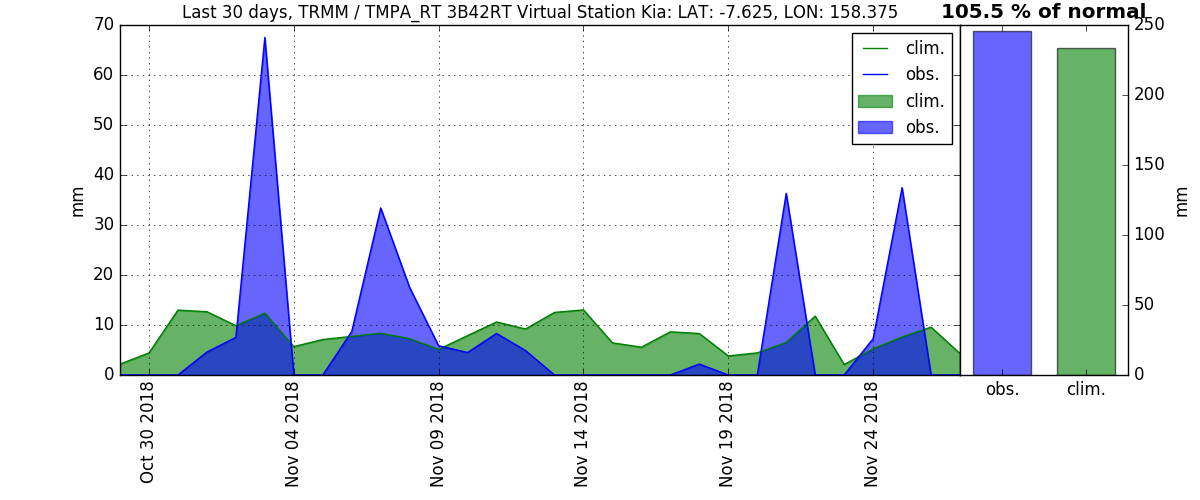 Last 30 days, TRMM / TMPA_RT 3B42RT Virtual Station Kia: LAT: -7.625, LON: 158.375
105.5 % of normal
70
60
50
40
30
20
10
0
mm
clim.
obs.
clim.
obs.
Oct 30 2018
Nov 04 2018
Nov 09 2018
Nov 14 2018
Nov 19 2018
Nov 24 2018
250
200
150
100
50
0
mm
obs.
clim.